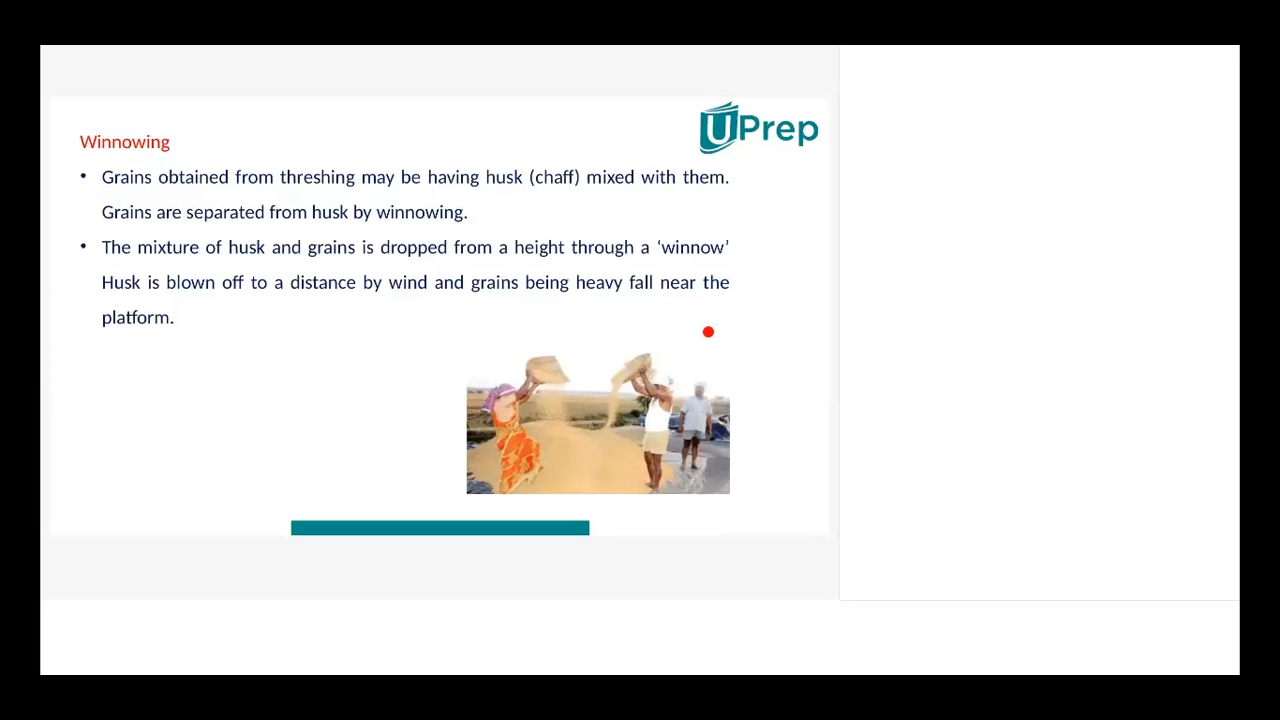 UPrep
Winnowing
• Grains obtained from threshing may be having husk (chaff) mixed with them.
Grains are separated from husk by winnowing.
• The mixture of husk and grains is dropped from a height through a ‘winnow’
Husk is blown off to a distance by wind and grains being heavy fall near the
platform.